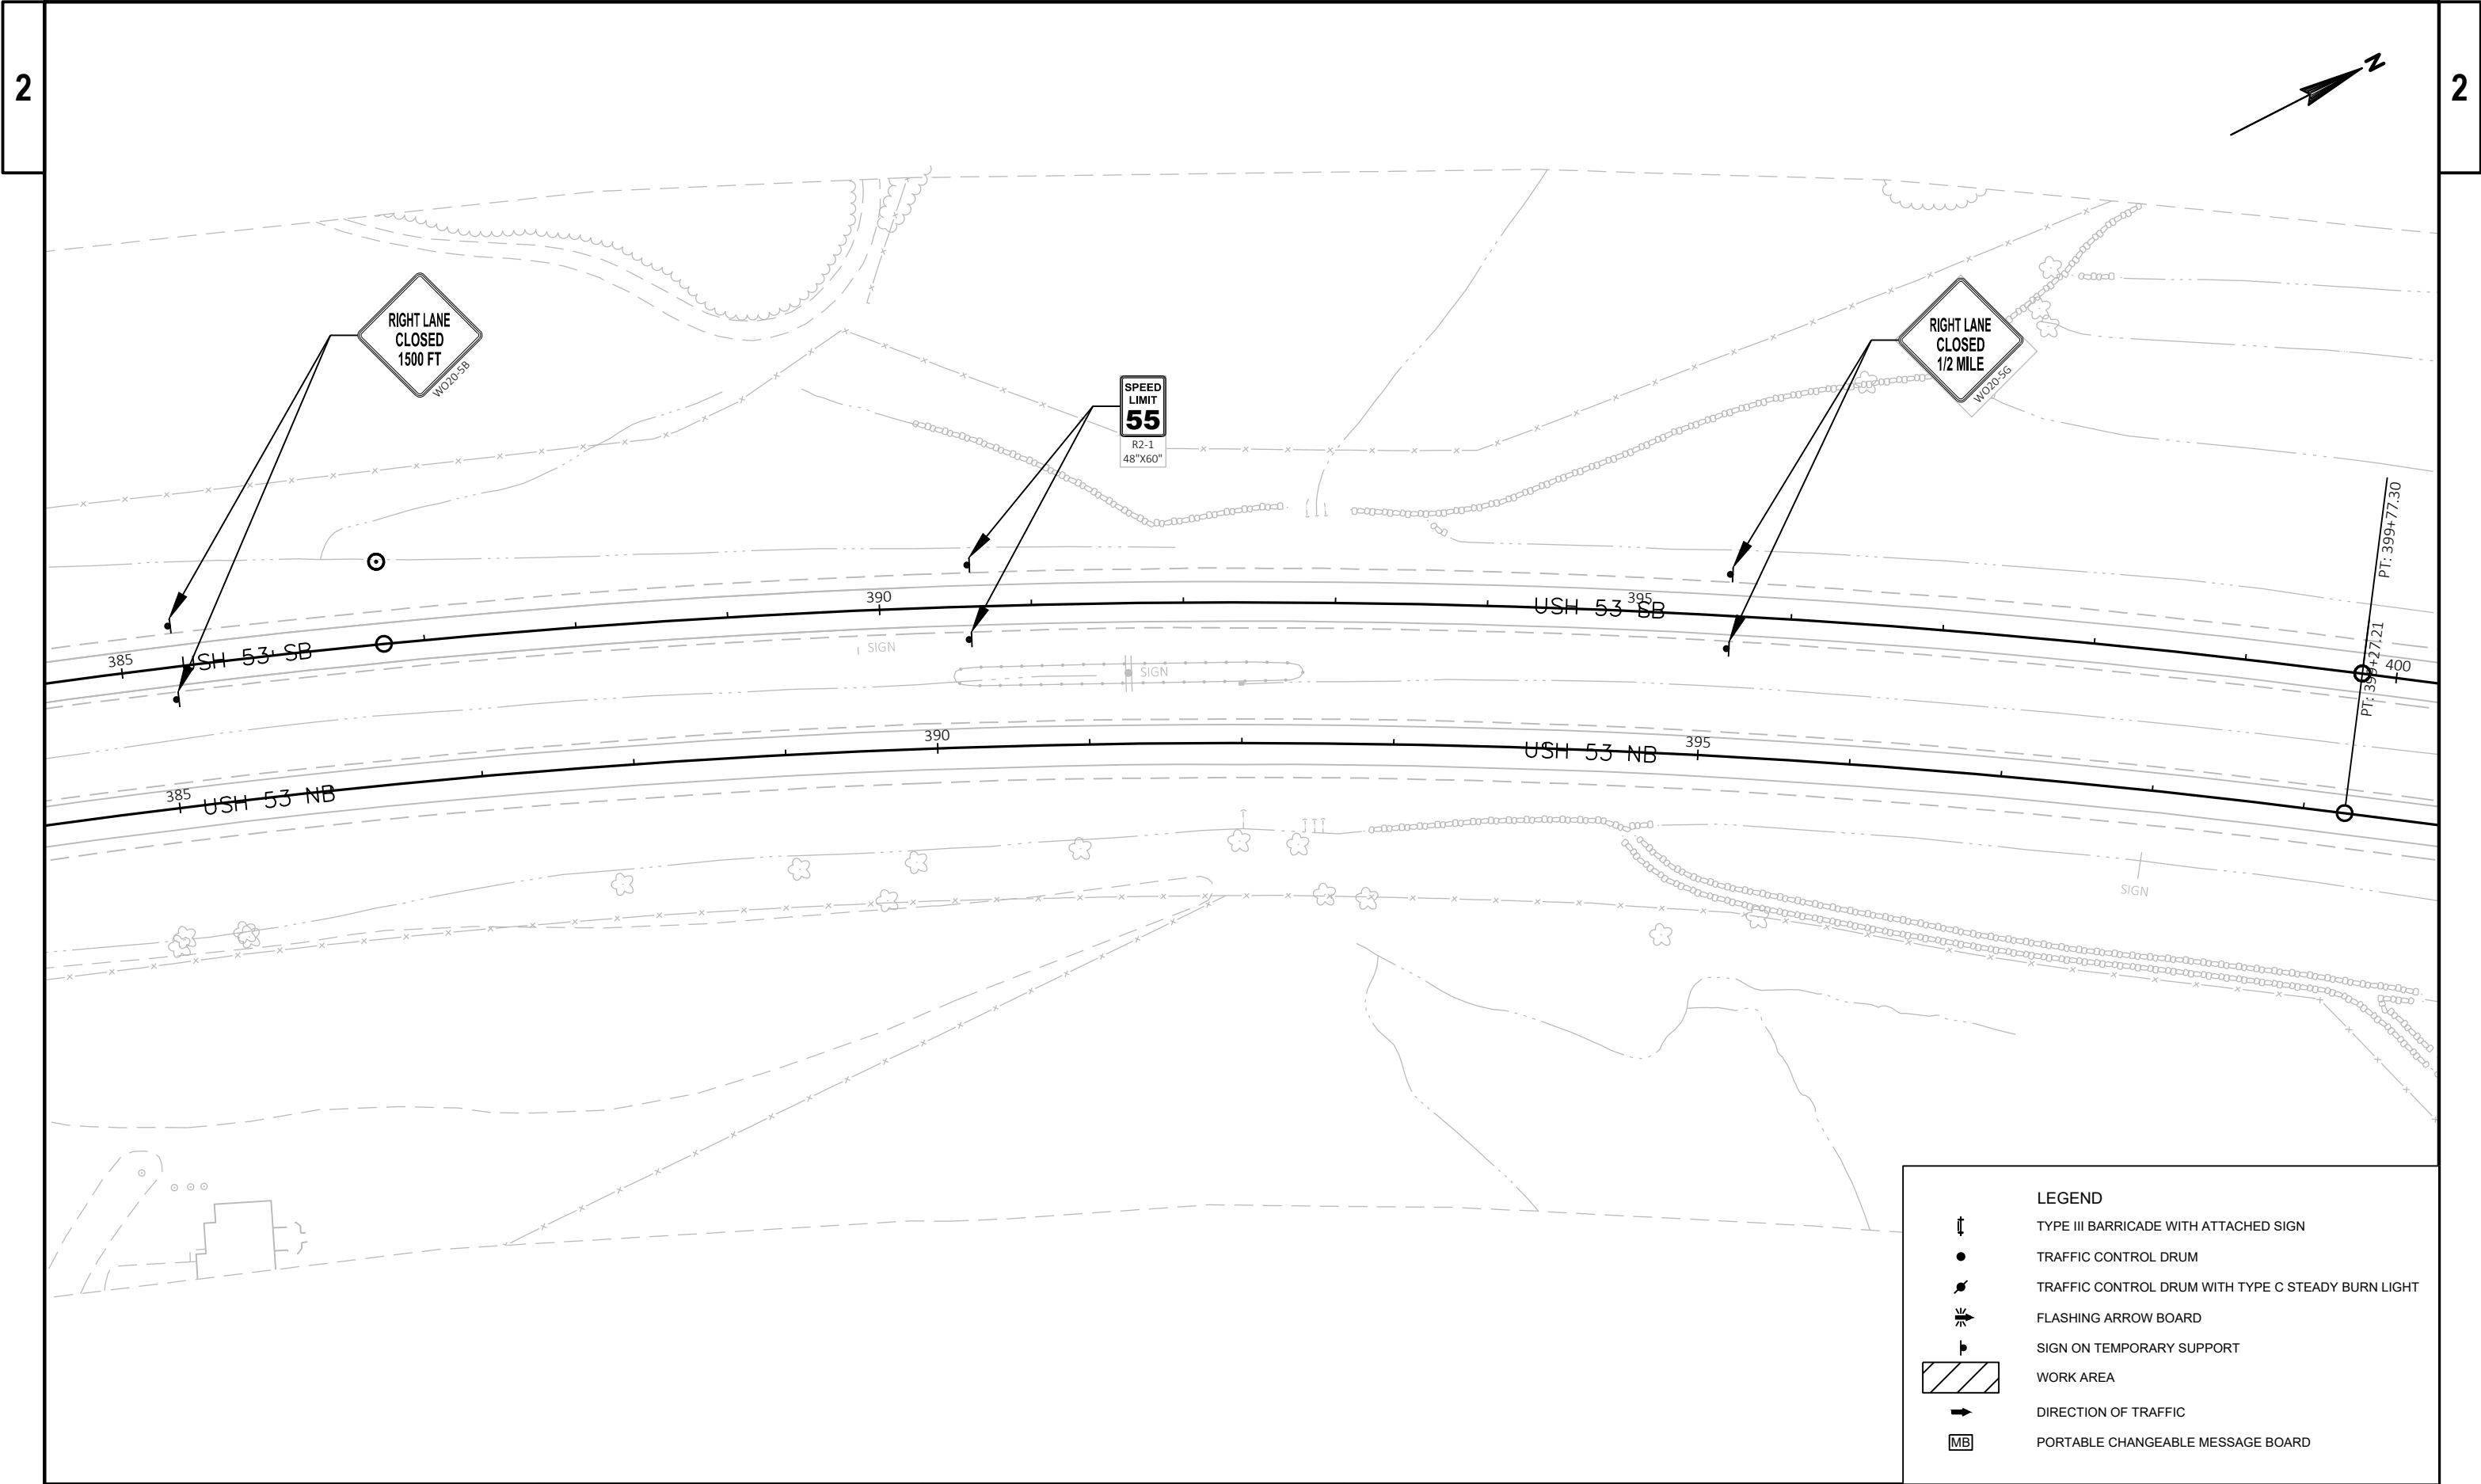 2
2
N
RIGHT LANE
CLOSED
1500 FT
WO20-5B
RIGHT LANE
CLOSED
1/2 MILE
WO20-5G
SPEED
LIMIT
55
R2-1
48"X60"
PT: 399+77.30
390
395
USH 53 SB
385
USH 53 SB
SIGN
SIGN
PT: 399+27.21
400
390
USH 53 NB
395
385
USH 53 NB
SIGN
LEGEND
TYPE III BARRICADE WITH ATTACHED SIGN
TRAFFIC CONTROL DRUM
TRAFFIC CONTROL DRUM WITH TYPE C STEADY BURN LIGHT
FLASHING ARROW BOARD
SIGN ON TEMPORARY SUPPORT
WORK AREA
DIRECTION OF TRAFFIC
MB PORTABLE CHANGEABLE MESSAGE BOARD